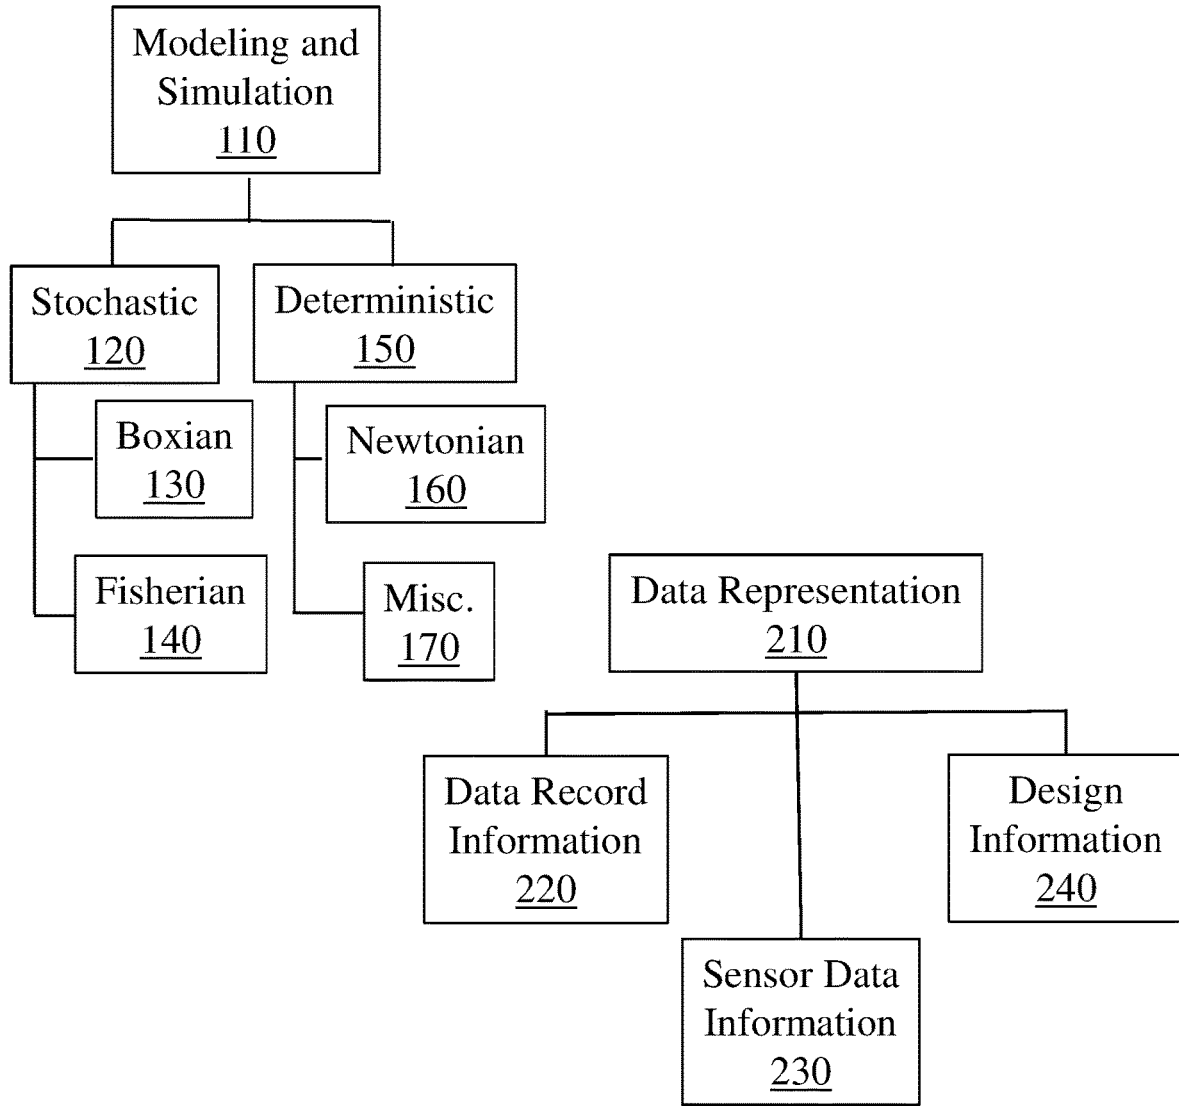 Modeling and
Simulation
110
Stochastic
120
Deterministic
150
Boxian
130
Newtonian
160
Fisherian
140
Misc.
170
Data Representation
210
Data Record
Information
220
Design
Information
240
Sensor Data
Information
230